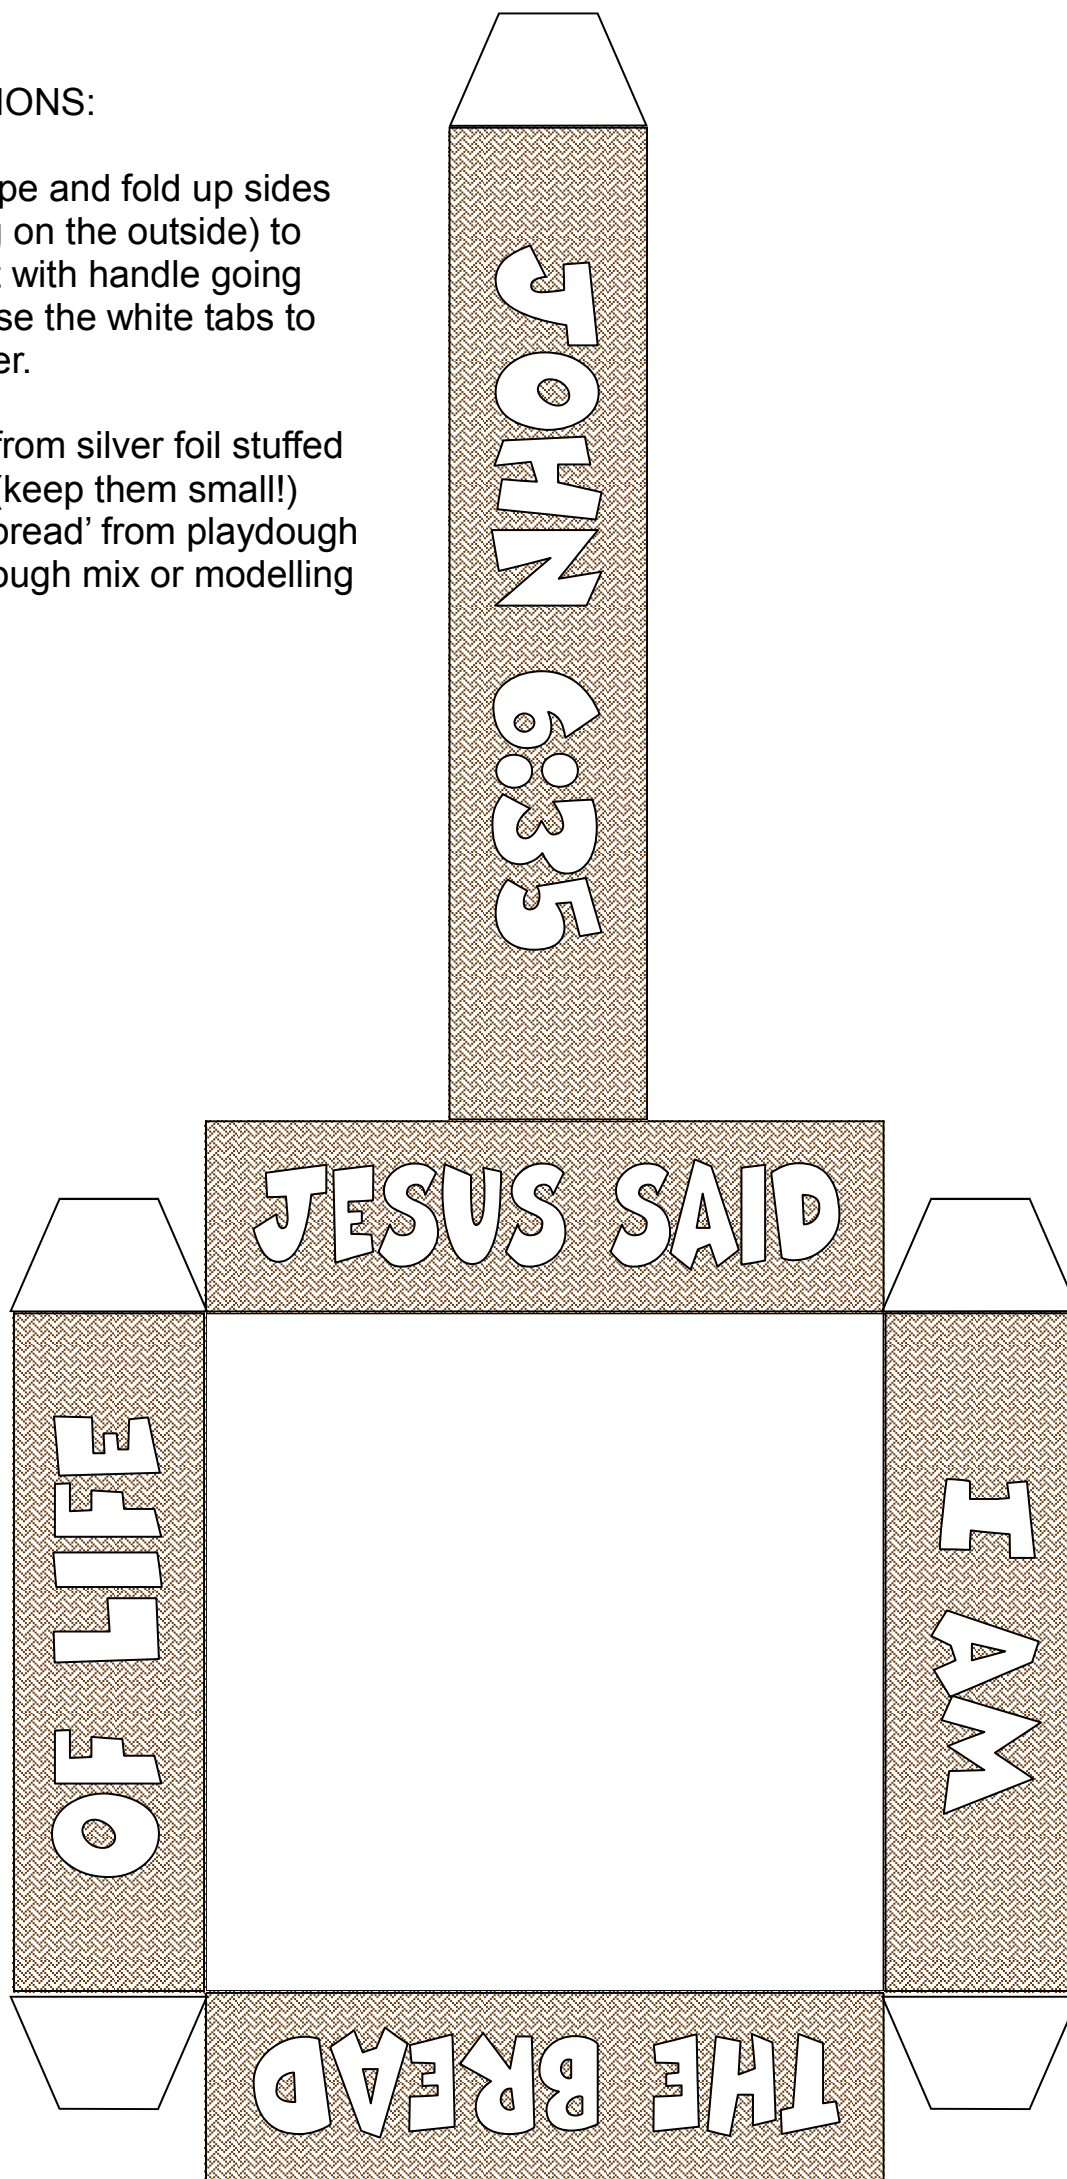 IONS:
pe and fold up sides
g on the outside) to
t with handle going
se the white tabs to
er.
from silver foil stuffed
(keep them small!)
bread’ from playdough
ough mix or modelling
JOHN 6:35
JESUS SAID
I AM
THE BREAD
OF LIFE